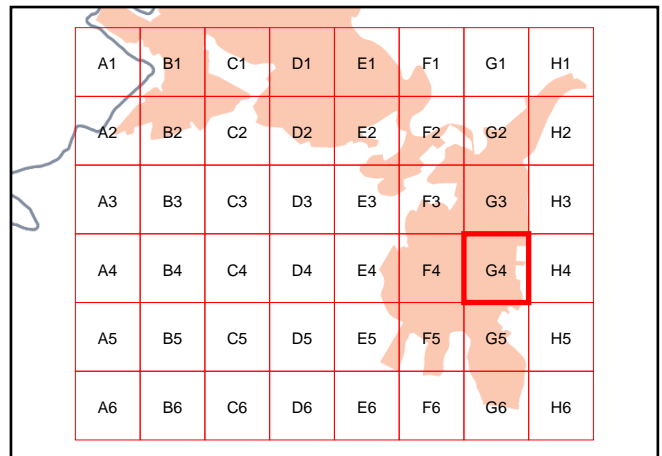 A1 B1 C1 D1 E1 F1 G1 H1
A2 B2 C2 D2 E2 F2 G2 H2
A3 B3 C3 D3 E3 F3 G3 H3
A4 B4 C4 D4 E4 F4 G4 H4
A5 B5 C5 D5 E5 F5 G5 H5
A6 B6 C6 D6 E6 F6 G6 H6